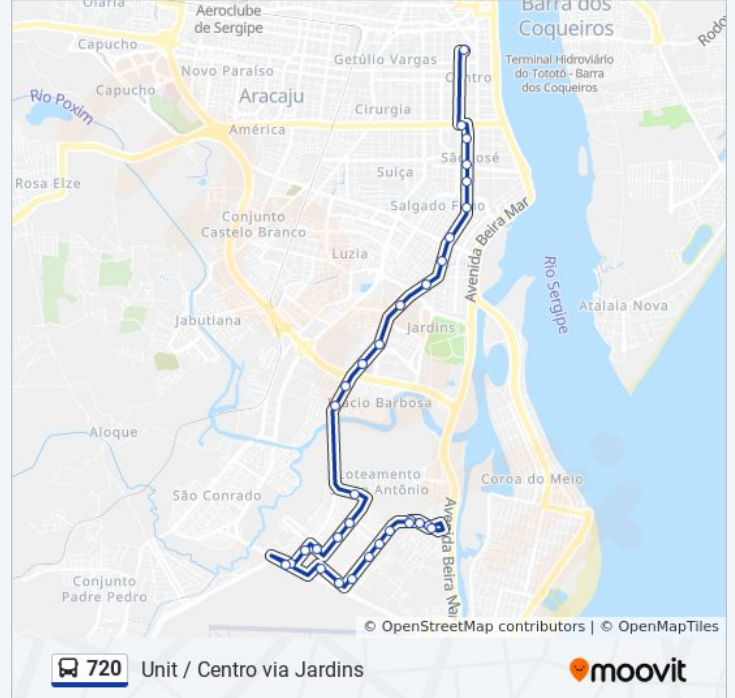 Olaria
Aeroclube
de Sergipe
Barra dos
Coqueiros
Capucho
Getúlio Vargas
Terminal Hidroviário
do Tototó - Barra
dos Coqueiros
Novo Paraíso
Centro
Capucho
Aracaju
Rio Poxim
Cirurgia
América
São José
Suíça
Rosa Elze
Salgado Filho
Conjunto
Castelo Branco
Avenida Beira Mar
Luzia
Rio Sergipe
Atalaia Nova
Jabutiana
Jardins
Inácio Barbosa
Aloque
Loteamento
Antônio
Coroa do Meio
São Conrado
Avenida Beira Mar
Conjunto
Padre Pedro
© OpenStreetMap contributors | © OpenMapTiles
720 Unit / Centro via Jardins
moovit